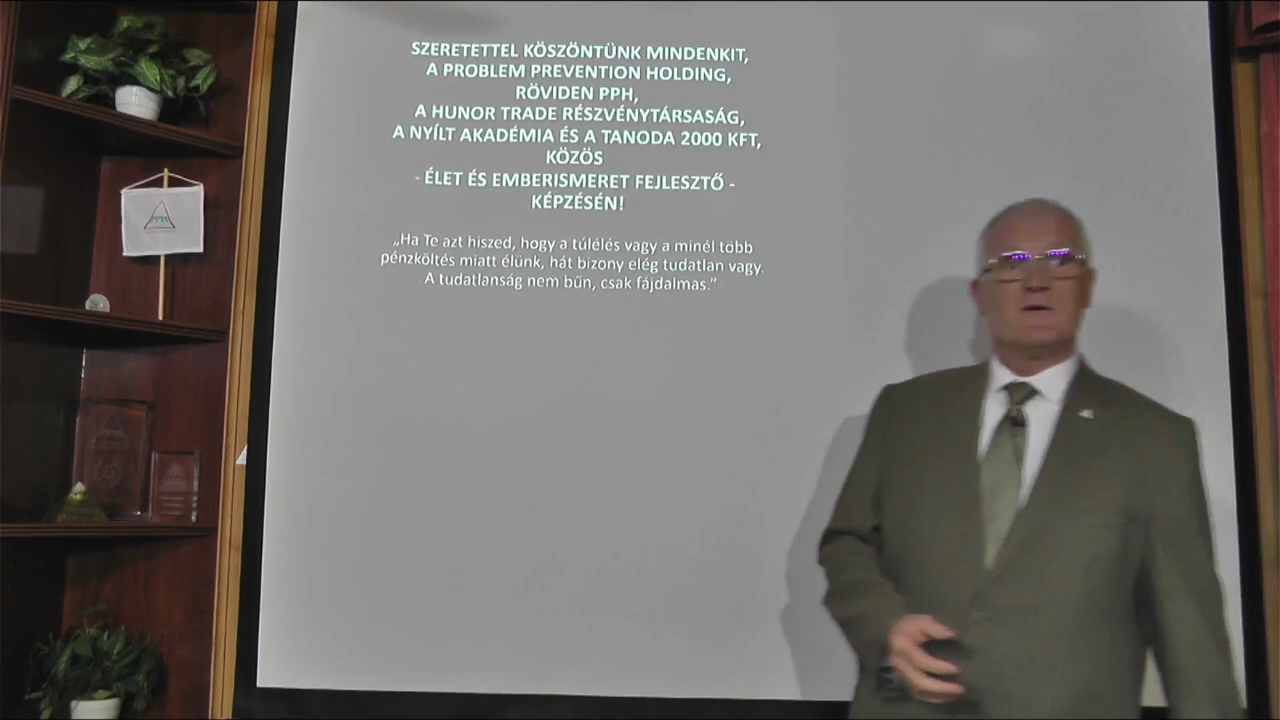 SZERETETTEL KÖSZÖNTÜNK MINDENKIT,
A PROBLEM PREVENTION HOLDING,
RÖVIDEN PPH,
A HUNOR TRADE RÉSZVÉNYTÁRSASÁG,
A NYÍLT AKADÉMIA ÉS A TANODA 2000 KFT,
KÖZÖS
- ÉLET ÉS EMBERISMERET FEJLESZTŐ -
KÉPZÉSÉN!
„Ha Te azt hiszed, hogy a túlélés vagy a minél több
pénzköltés miatt élünk, hát bizony elég tudatlan vagy.
A tudatlanság nem bűn, csak fájdalmas.”